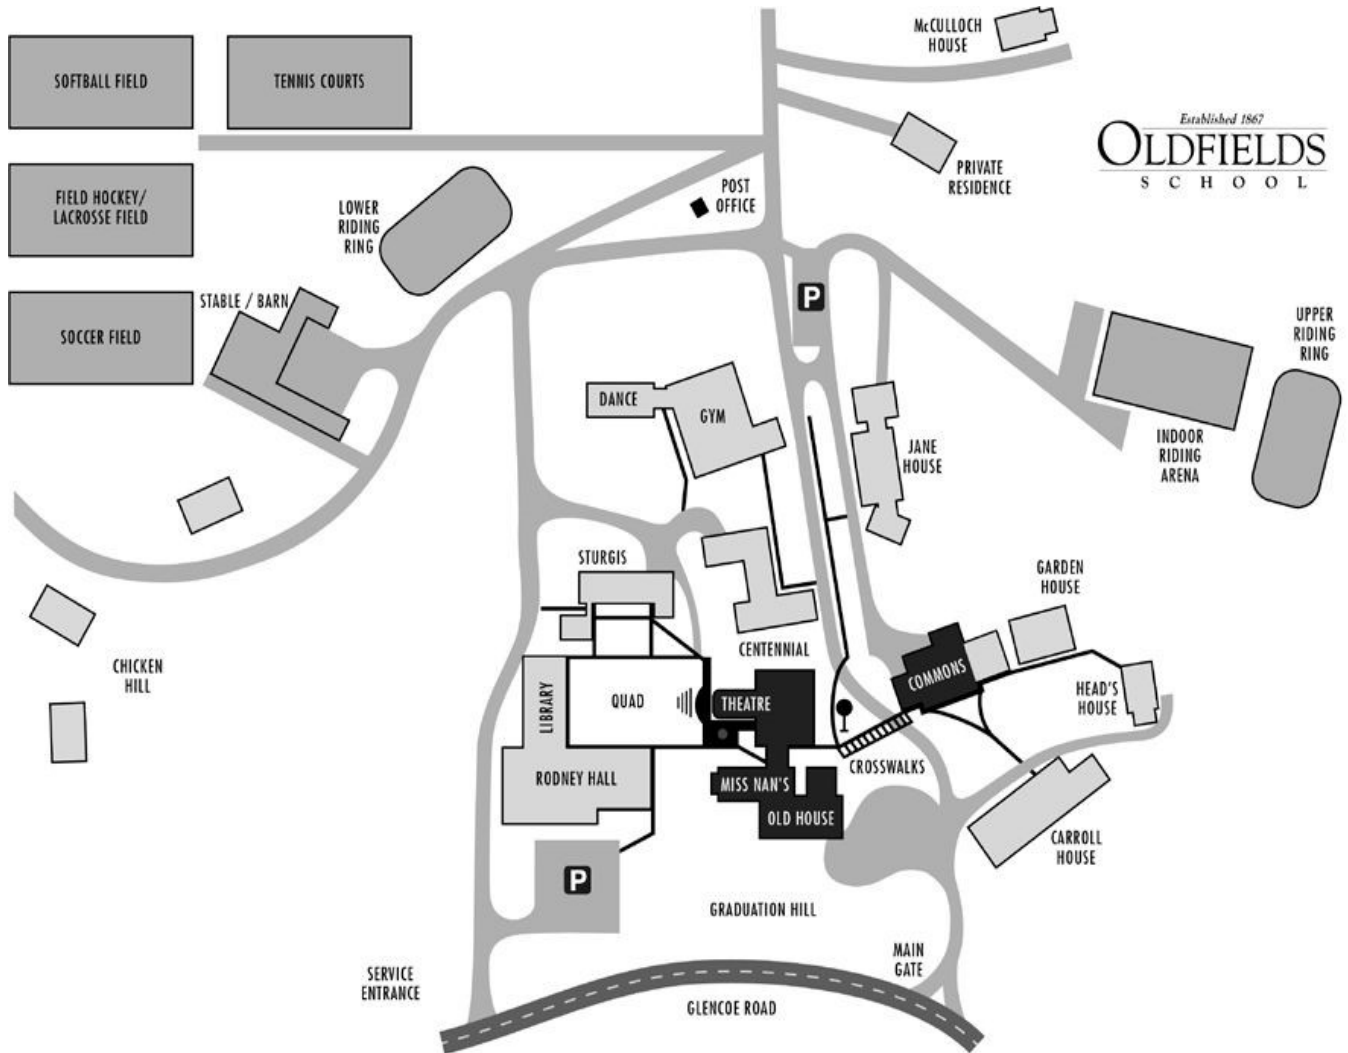 McCULLOCH
HOUSE
SOFTBALL FIELD
TENNIS COURTS
Established 1867
OLDFIELDS
SCHOOL
PRIVATE
RESIDENCE
POST
OFFICE
FIELD HOCKEY/
LACROSSE FIELD
LOWER
RIDING
RING
STABLE / BARN
P
SOCCER FIELD
UPPER
RIDING
RING
DANCE
GYM
JANE
HOUSE
INDOOR
RIDING
ARENA
STURGIS
GARDEN
HOUSE
CENTENNIAL
CHICKEN
HILL
LIBRARY
QUAD
THEATRE
COMMONS
HEAD'S
HOUSE
RODNEY HALL
MISS NAN'S
CROSSWALKS
OLD HOUSE
CARROLL
HOUSE
P
GRADUATION HILL
MAIN
GATE
SERVICE
ENTRANCE
GLENCOE ROAD